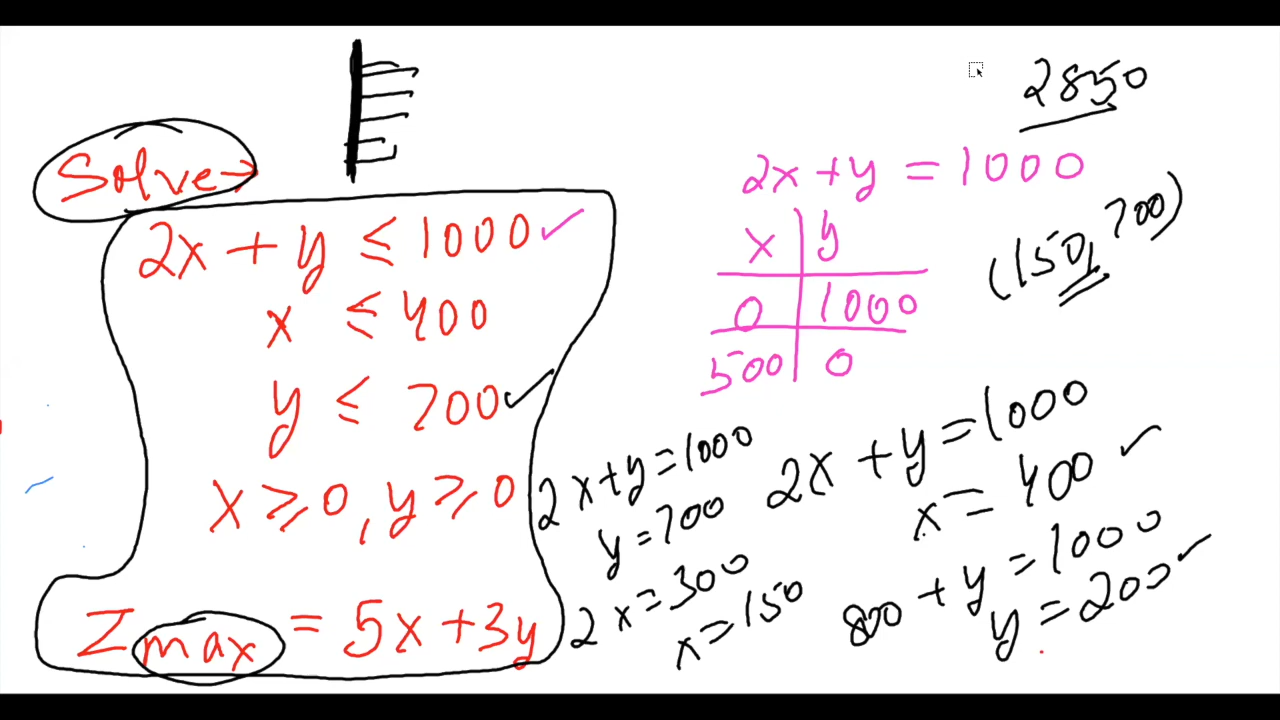 Solve→
2x + y ≤ 1000
x ≤ 400
y ≤ 700
x ≥ 0, y ≥ 0
Zmax = 5x+3y
2850
2x + y = 1000
x | y
0 | 1000
500 | 0
(150, 700)
2x+y=1000
y=700
2x=300
x=150
2x + y = 1000
x = 400
800 + y = 1000
y = 200